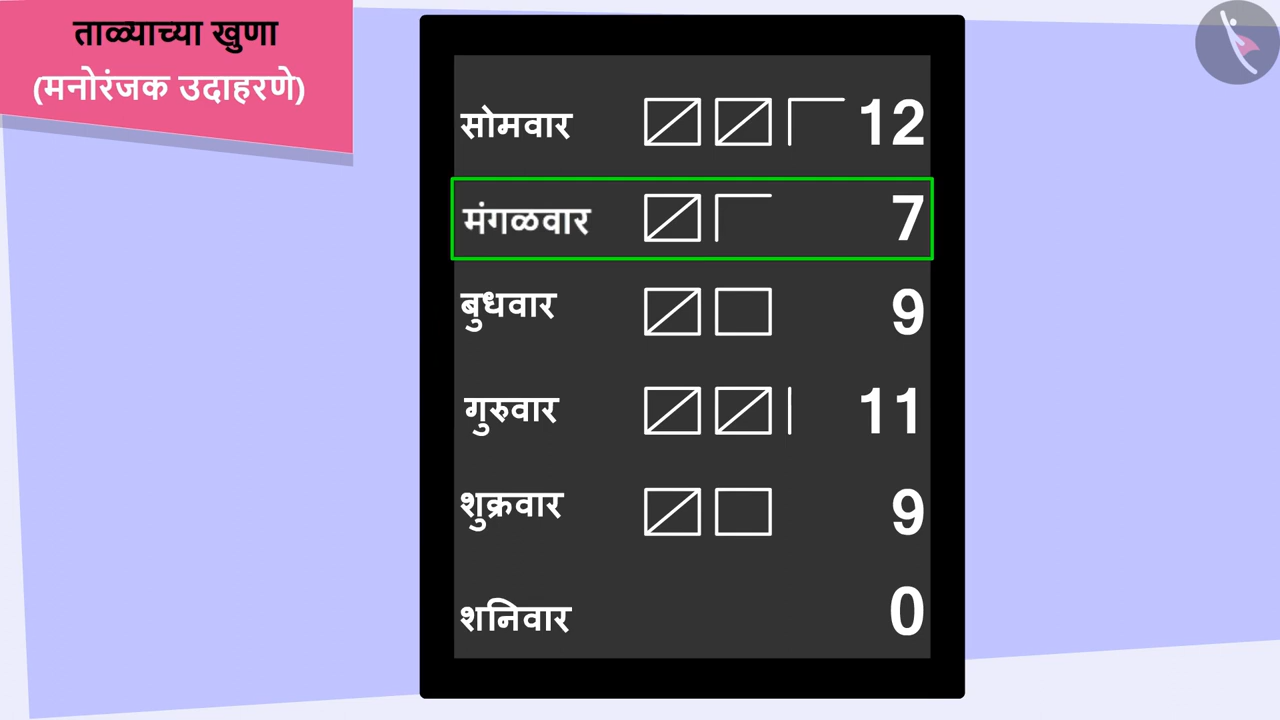 ताळ्याच्या खुणा
(मनोरंजक उदाहरणे)
सोमवार 12
मंगळवार 7
बुधवार 9
गुरुवार 11
शुक्रवार 9
शनिवार 0